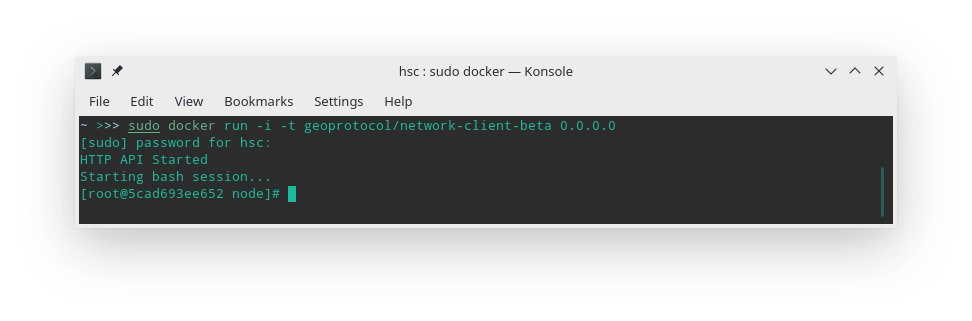 hsc : sudo docker — Konsole
File Edit View Bookmarks Settings Help
~ >>> sudo docker run -i -t geoprotocol/network-client-beta 0.0.0.0
[sudo] password for hsc:
HTTP API Started
Starting bash session...
[root@5cad693ee652 node]#